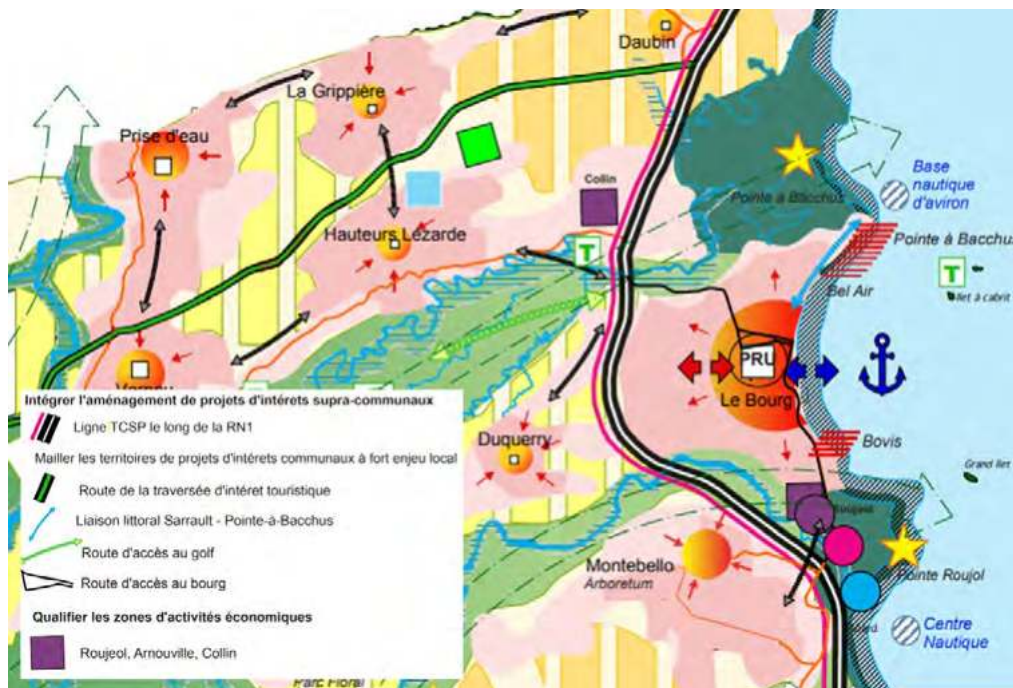 Daubin
La Grippière
Prise d'eau
Collin
Pointe à Bacchus
Base
nautique
d'aviron
Hauteurs Lézarde
T
Pointe à Bacchus
T
Ilet à cabrit
Bel Air
PRU
Le Bourg
Intégrer l'aménagement de projets d'intérets supra-communaux
Ligne TCSP le long de la RN1
Mailler les territoires de projets d'intérets communaux à fort enjeu local
Route de la traversée d'intéret touristique
Liaison littoral Sarrault - Pointe-à-Bacchus
Route d'accès au golf
Route d'accès au bourg
Qualifier les zones d'activités économiques
Roujeol, Arnouville, Collin
Duquerry
Bovis
Grand Ilet
Montebello
Arboretum
Pointe Roujol
Centre
Nautique
Parc Floral